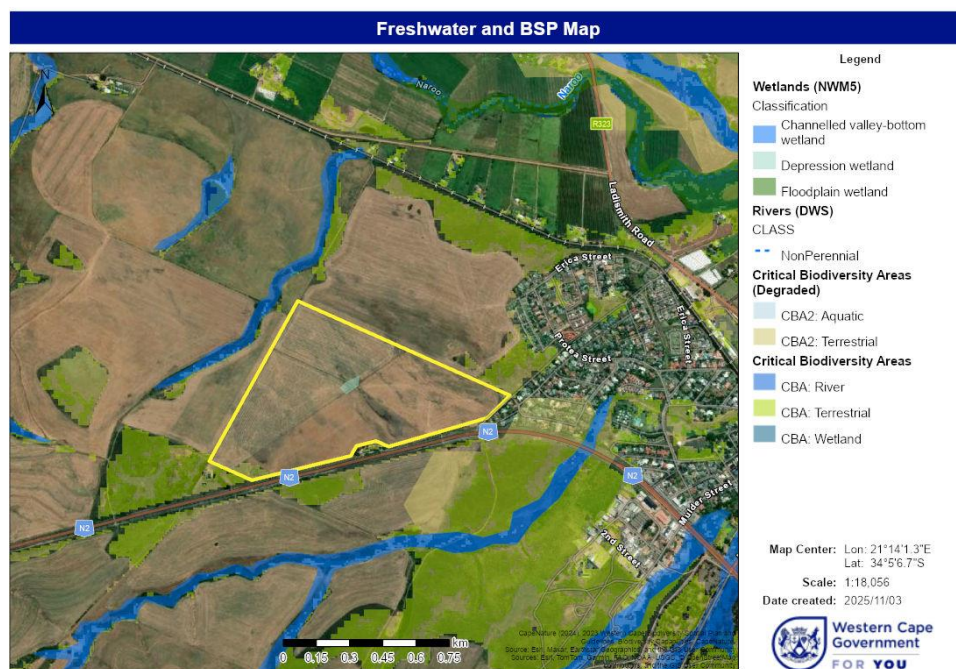 Freshwater and BSP Map
N
Naroo
Naroo
R323
Ladismith Road
Erica Street
Erica Street
Protea Street
N2
N2
N2
N2
Mulder Street
2nd Street
km
0 0.15 0.3 0.45 0.6 0.75
Legend
Wetlands (NWM5)
Classification
Channelled valley-bottom
wetland
Depression wetland
Floodplain wetland
Rivers (DWS)
CLASS
NonPerennial
Critical Biodiversity Areas
(Degraded)
CBA2: Aquatic
CBA2: Terrestrial
Critical Biodiversity Areas
CBA: River
CBA: Terrestrial
CBA: Wetland
Map Center: Lon: 21°14'1.3"E
Lat: 34°5'6.7"S
Scale: 1:18,056
Date created: 2025/11/03
Western Cape
Government
FOR YOU